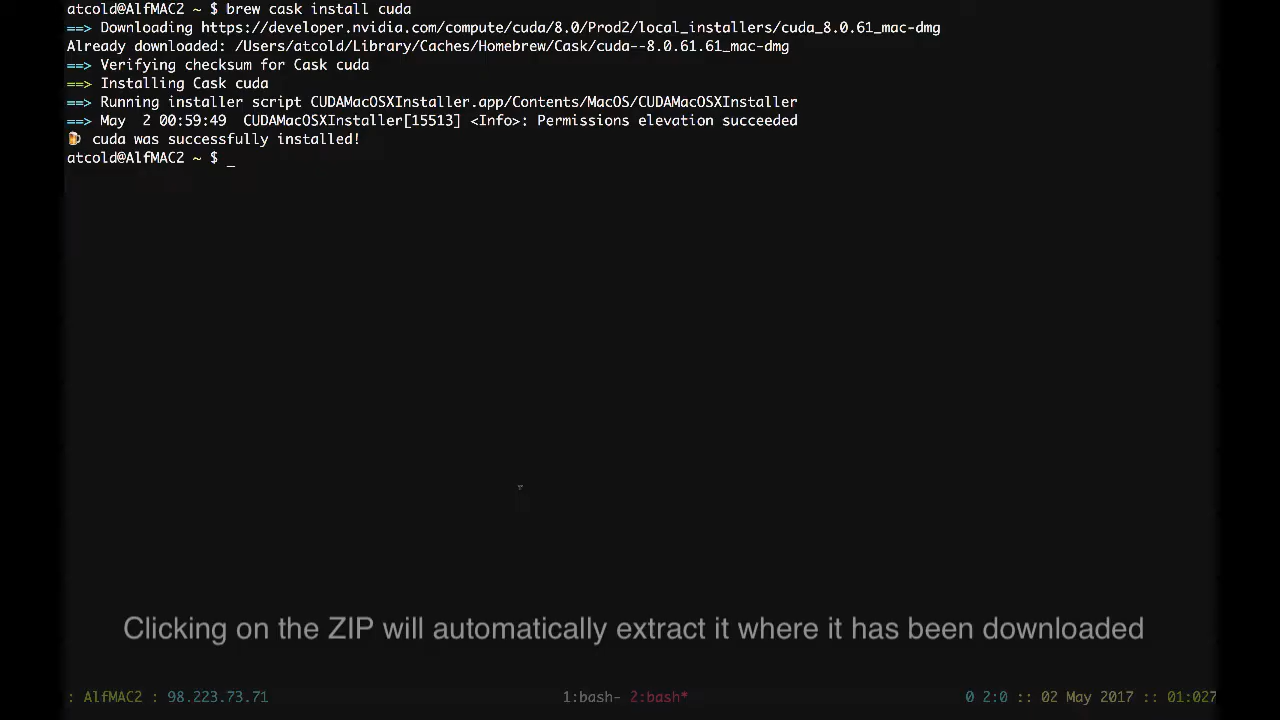 atcold@AlfMAC2 ~ $ brew cask install cuda
==> Downloading https://developer.nvidia.com/compute/cuda/8.0/Prod2/local_installers/cuda_8.0.61_mac-dmg
Already downloaded: /Users/atcold/Library/Caches/Homebrew/Cask/cuda--8.0.61.61_mac-dmg
==> Verifying checksum for Cask cuda
==> Installing Cask cuda
==> Running installer script CUDAMacOSXInstaller.app/Contents/MacOS/CUDAMacOSXInstaller
==> May  2 00:59:49  CUDAMacOSXInstaller[15513] <Info>: Permissions elevation succeeded
🍺  cuda was successfully installed!
atcold@AlfMAC2 ~ $ _
Clicking on the ZIP will automatically extract it where it has been downloaded
: AlfMAC2 : 98.223.73.71 1:bash- 2:bash* 0 2:0 :: 02 May 2017 :: 01:027